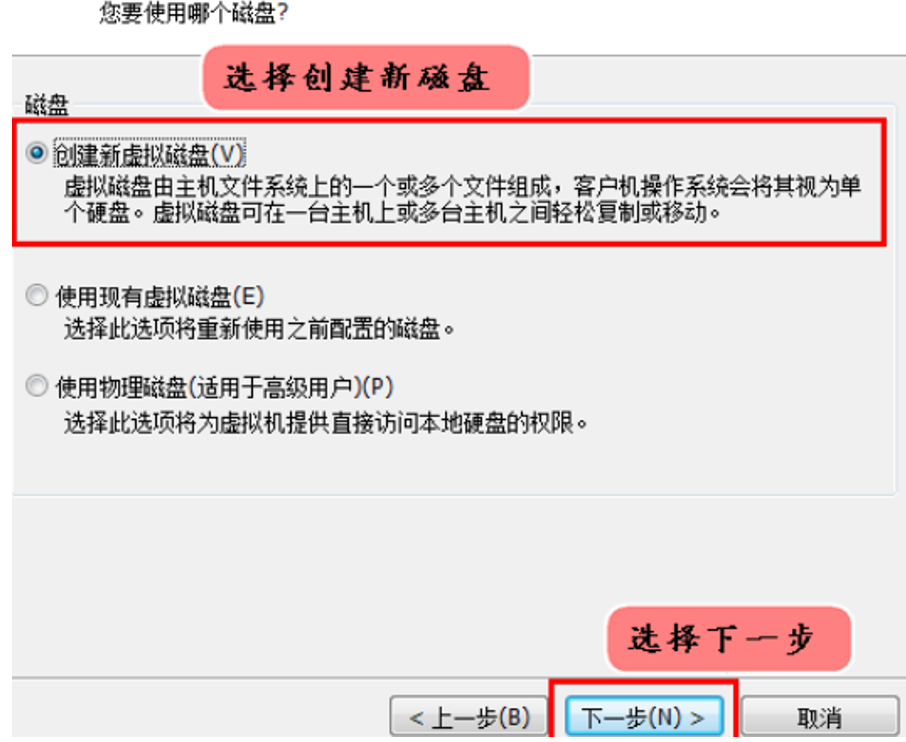 您要使用哪个磁盘?
选择创建新磁盘
磁盘
创建新虚拟磁盘(V)
虚拟磁盘由主机文件系统上的一个或多个文件组成，客户机操作系统会将其视为单
个硬盘。虚拟磁盘可在一台主机上或多台主机之间轻松复制或移动。
使用现有虚拟磁盘(E)
选择此选项将重新使用之前配置的磁盘。
使用物理磁盘(适用于高级用户)(P)
选择此选项将为虚拟机提供直接访问本地硬盘的权限。
选择下一步
< 上一步(B)
下一步(N) >
取消